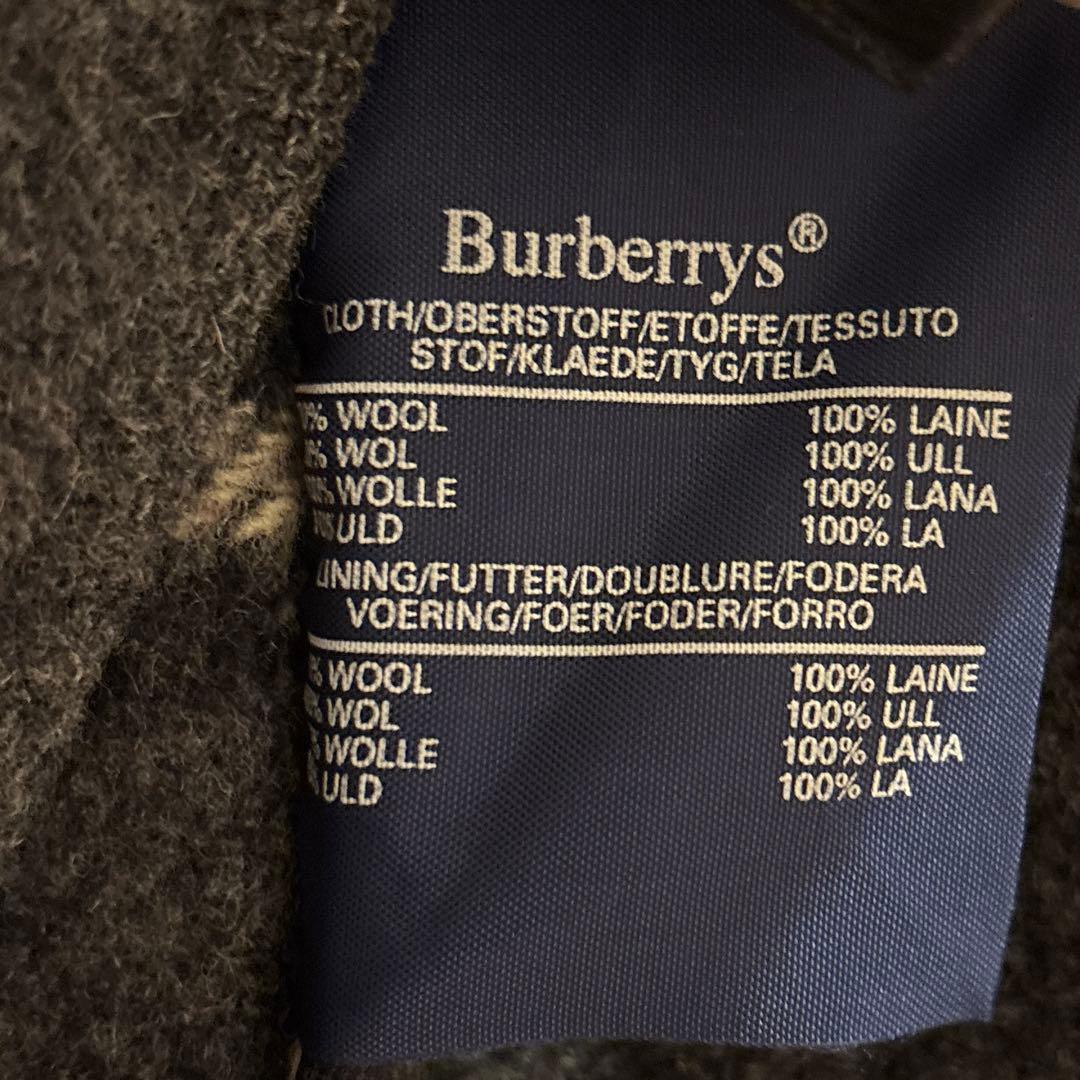 Burberrys®
CLOTH/OBERSTOFF/ETOFFE/TESSUTO
STOF/KLAEDE/TYG/TELA
% WOOL 100% LAINE
% WOL 100% ULL
% WOLLE 100% LANA
% ULD 100% LA
LINING/FUTTER/DOUBLURE/FODERA
VOERING/FOER/FODER/FORRO
% WOOL 100% LAINE
% WOL 100% ULL
% WOLLE 100% LANA
% ULD 100% LA